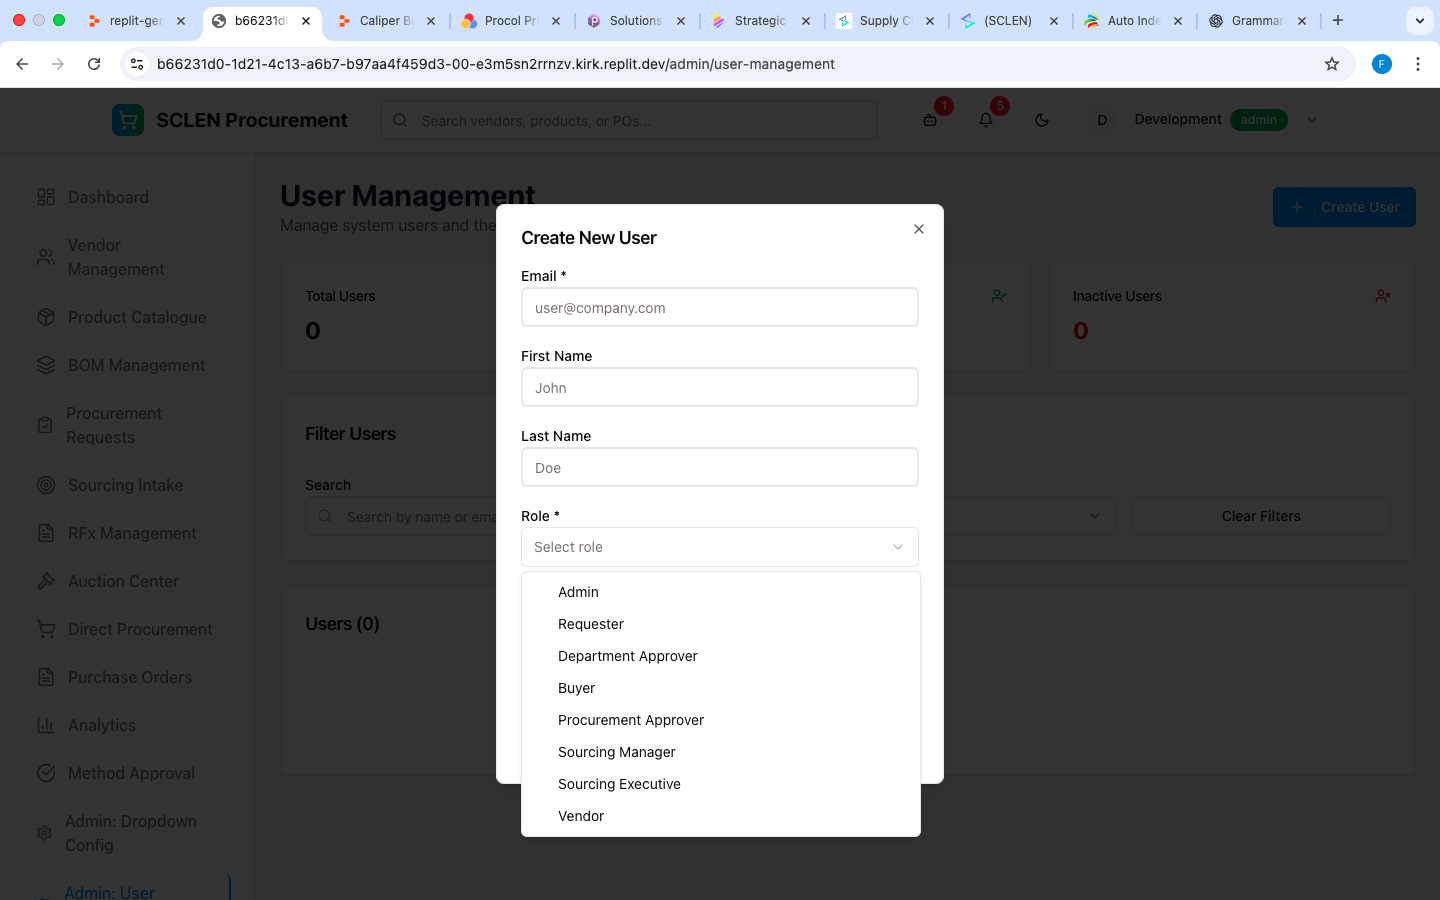 replit-gen
b66231d0
Caliper Bu
Procol Pri
Solutions
Strategic
Supply C
(SCLEN)
Auto Inde
Grammar
b66231d0-1d21-4c13-a6b7-b97aa4f459d3-00-e3m5sn2rrnzv.kirk.replit.dev/admin/user-management
F
SCLEN Procurement
Search vendors, products, or POs...
1
5
D
Development
admin
Dashboard
Vendor
Management
Product Catalogue
BOM Management
Procurement
Requests
Sourcing Intake
RFx Management
Auction Center
Direct Procurement
Purchase Orders
Analytics
Method Approval
Admin: Dropdown
Config
Admin: User
User Management
Manage system users and the
Create User
Total Users
0
Inactive Users
0
Filter Users
Search
Search by name or ema
Clear Filters
Users (0)
Create New User
Email *
user@company.com
First Name
John
Last Name
Doe
Role *
Select role
Admin
Requester
Department Approver
Buyer
Procurement Approver
Sourcing Manager
Sourcing Executive
Vendor